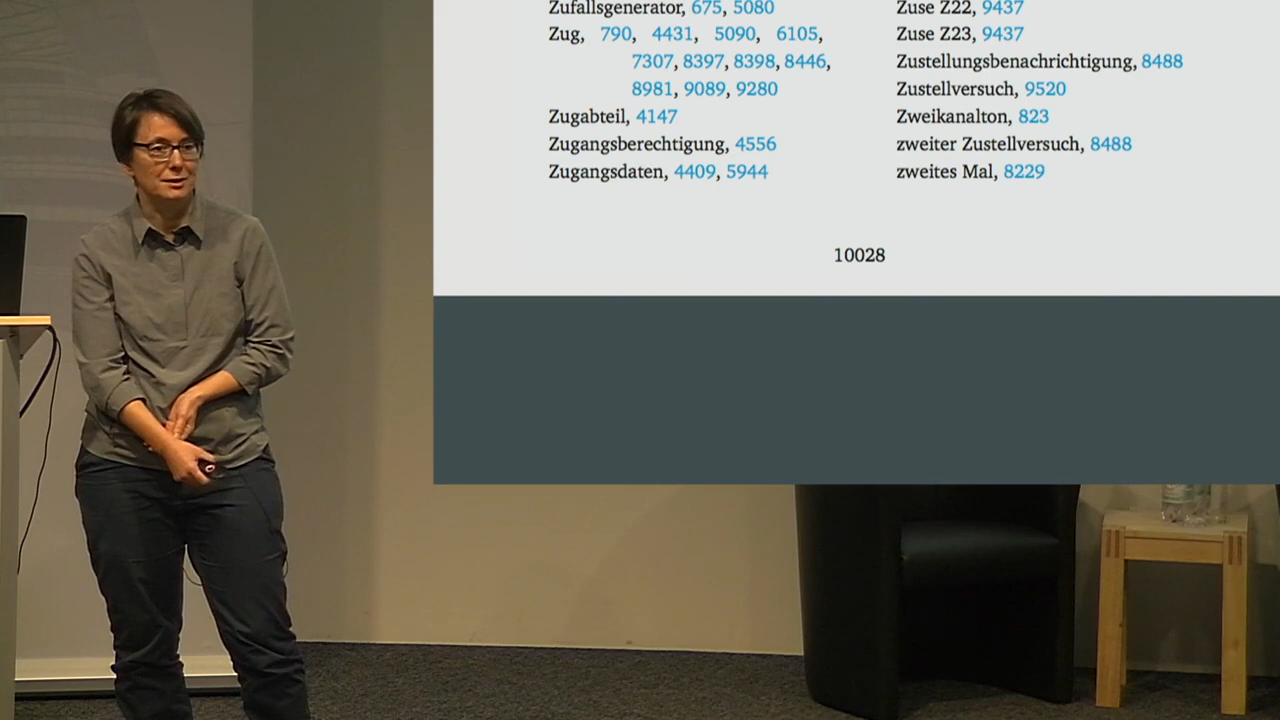 Zufallsgenerator, 675, 5080
Zug, 790, 4431, 5090, 6105,
7307, 8397, 8398, 8446,
8981, 9089, 9280
Zugabteil, 4147
Zugangsberechtigung, 4556
Zugangsdaten, 4409, 5944
Zuse Z22, 9437
Zuse Z23, 9437
Zustellungsbenachrichtigung, 8488
Zustellversuch, 9520
Zweikanalton, 823
zweiter Zustellversuch, 8488
zweites Mal, 8229
10028